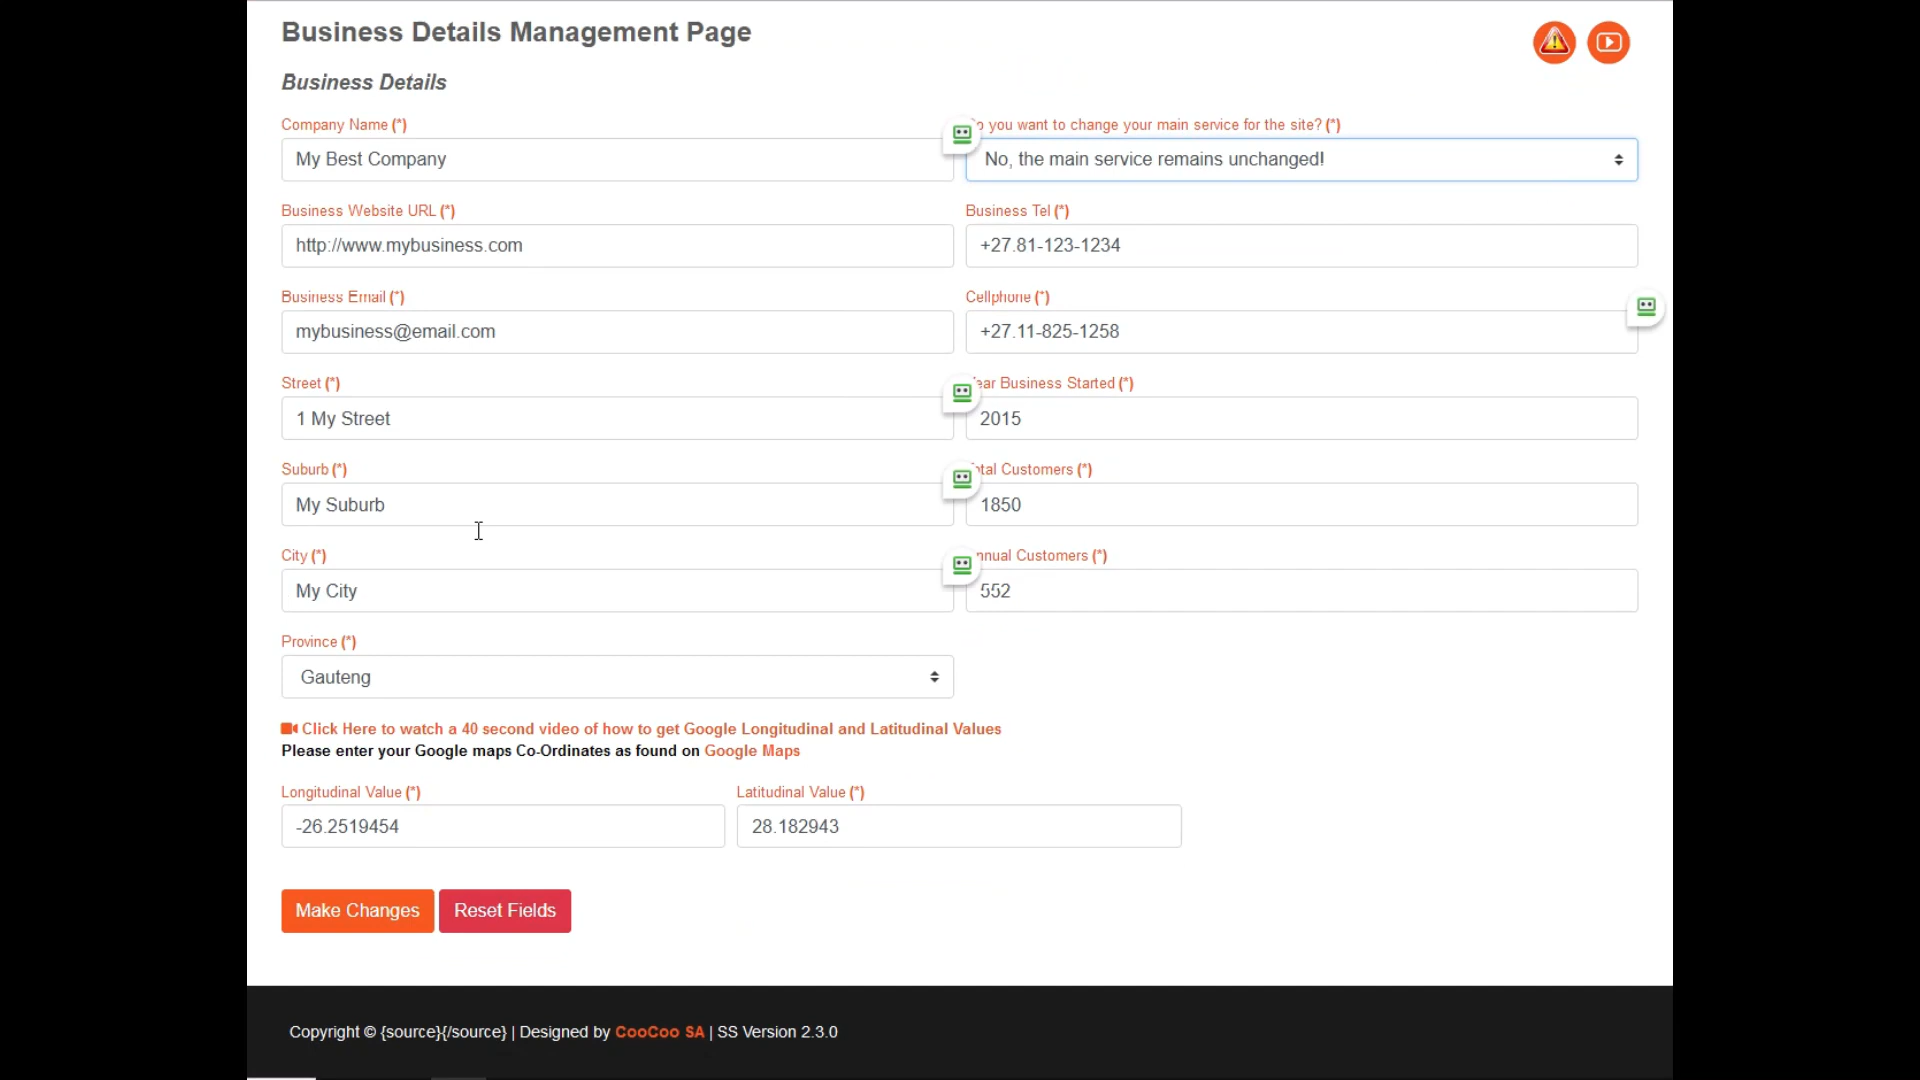 Business Details Management Page
Business Details
Company Name (*)
My Best Company
o you want to change your main service for the site? (*)
No, the main service remains unchanged!
Business Website URL (*)
http://www.mybusiness.com
Business Tel (*)
+27.81-123-1234
Business Email (*)
mybusiness@email.com
Cellphone (*)
+27.11-825-1258
Street (*)
1 My Street
ear Business Started (*)
2015
Suburb (*)
My Suburb
tal Customers (*)
1850
City (*)
My City
nnual Customers (*)
552
Province (*)
Gauteng
Click Here to watch a 40 second video of how to get Google Longitudinal and Latitudinal Values
Please enter your Google maps Co-Ordinates as found on Google Maps
Longitudinal Value (*)
-26.2519454
Latitudinal Value (*)
28.182943
Make Changes
Reset Fields
Copyright © {source}{/source} | Designed by CooCoo SA | SS Version 2.3.0